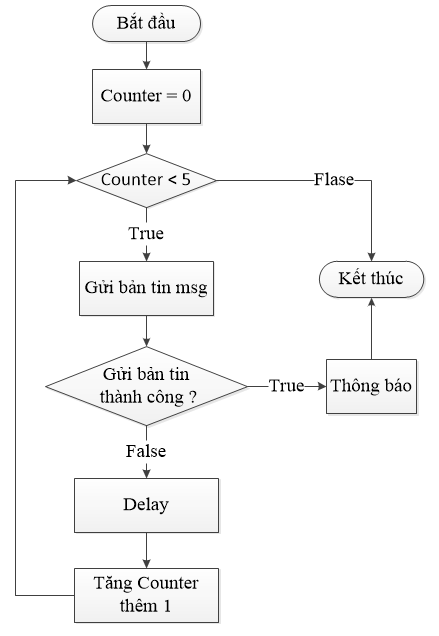 Bắt đầu
Counter = 0
Counter < 5
Flase
True
Gửi bản tin msg
Kết thúc
Gửi bản tin
thành công ?
True
Thông báo
False
Delay
Tăng Counter
thêm 1